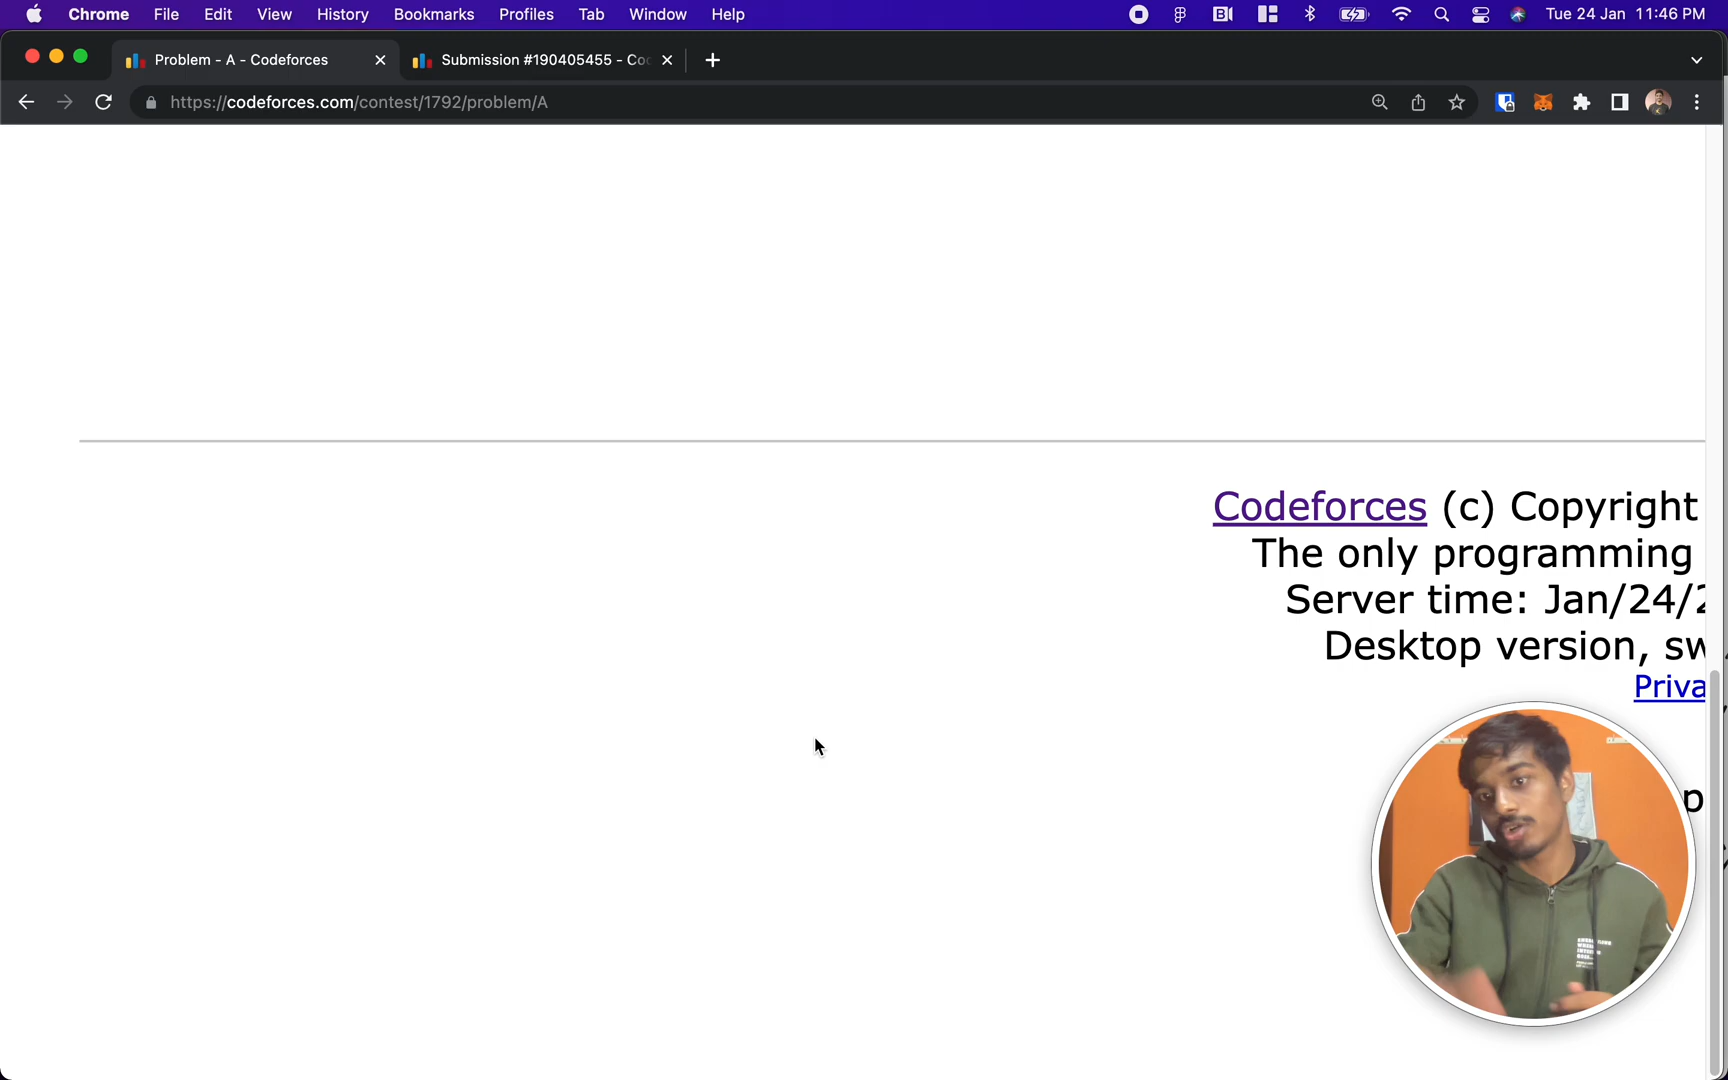 Chrome File Edit View History Bookmarks Profiles Tab Window Help Tue 24 Jan 11:46 PM
Problem - A - Codeforces Submission #190405455 - Co
https://codeforces.com/contest/1792/problem/A
Codeforces (c) Copyright
The only programming
Server time: Jan/24/2
Desktop version, sw
Priva
p